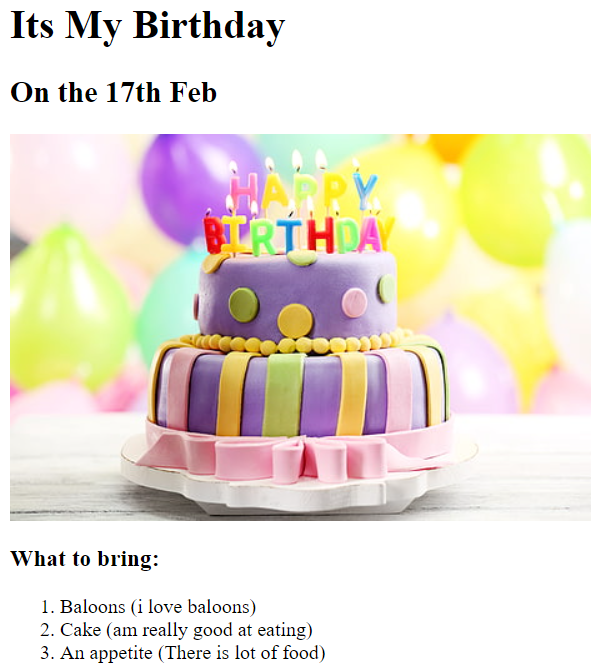 Its My Birthday
On the 17th Feb
HAPPY
BIRTHDAY
What to bring:
1. Baloons (i love baloons)
2. Cake (am really good at eating)
3. An appetite (There is lot of food)